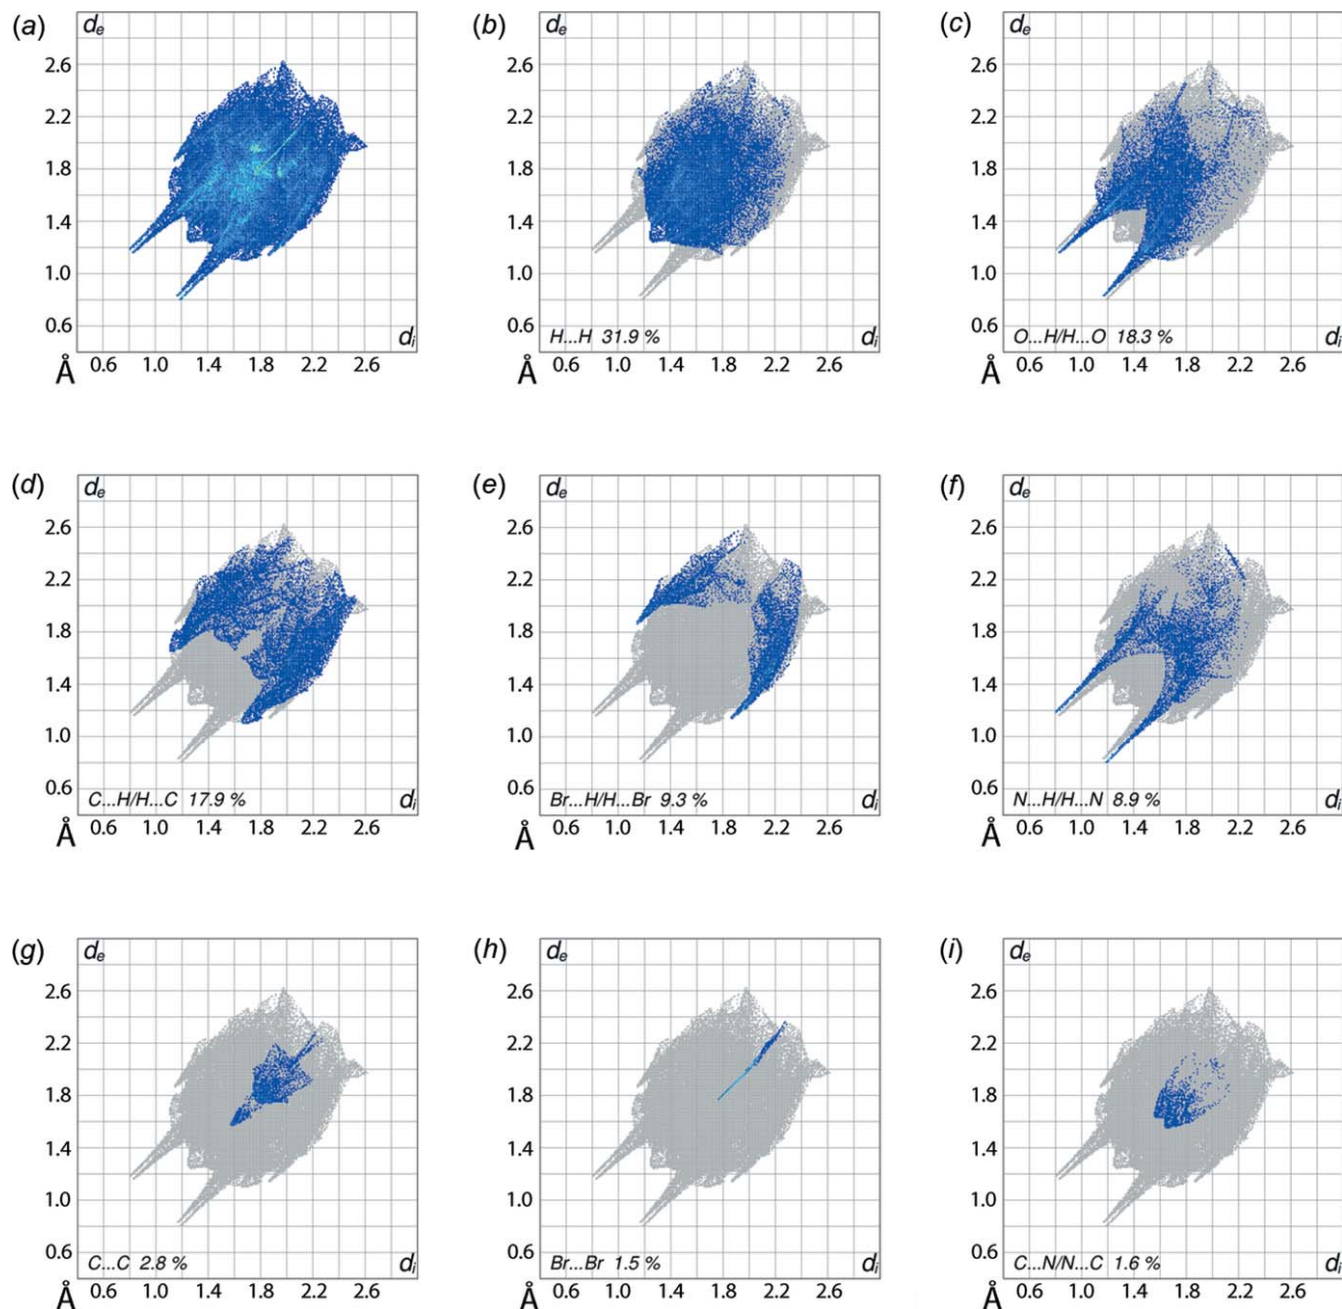 (a) dₑ (b) dₑ (c) dₑ
2.6 2.6 2.6
2.2 2.2 2.2
1.8 1.8 1.8
1.4 1.4 1.4
1.0 1.0 1.0
0.6 dᵢ 0.6 H...H 31.9 % dᵢ 0.6 O...H/H...O 18.3 % dᵢ
Å 0.6 1.0 1.4 1.8 2.2 2.6 Å 0.6 1.0 1.4 1.8 2.2 2.6 Å 0.6 1.0 1.4 1.8 2.2 2.6
(d) dₑ (e) dₑ (f) dₑ
2.6 2.6 2.6
2.2 2.2 2.2
1.8 1.8 1.8
1.4 1.4 1.4
1.0 1.0 1.0
0.6 C...H/H...C 17.9 % dᵢ 0.6 Br...H/H...Br 9.3 % dᵢ 0.6 N...H/H...N 8.9 % dᵢ
Å 0.6 1.0 1.4 1.8 2.2 2.6 Å 0.6 1.0 1.4 1.8 2.2 2.6 Å 0.6 1.0 1.4 1.8 2.2 2.6
(g) dₑ (h) dₑ (i) dₑ
2.6 2.6 2.6
2.2 2.2 2.2
1.8 1.8 1.8
1.4 1.4 1.4
1.0 1.0 1.0
0.6 C...C 2.8 % dᵢ 0.6 Br...Br 1.5 % dᵢ 0.6 C...N/N...C 1.6 % dᵢ
Å 0.6 1.0 1.4 1.8 2.2 2.6 Å 0.6 1.0 1.4 1.8 2.2 2.6 Å 0.6 1.0 1.4 1.8 2.2 2.6